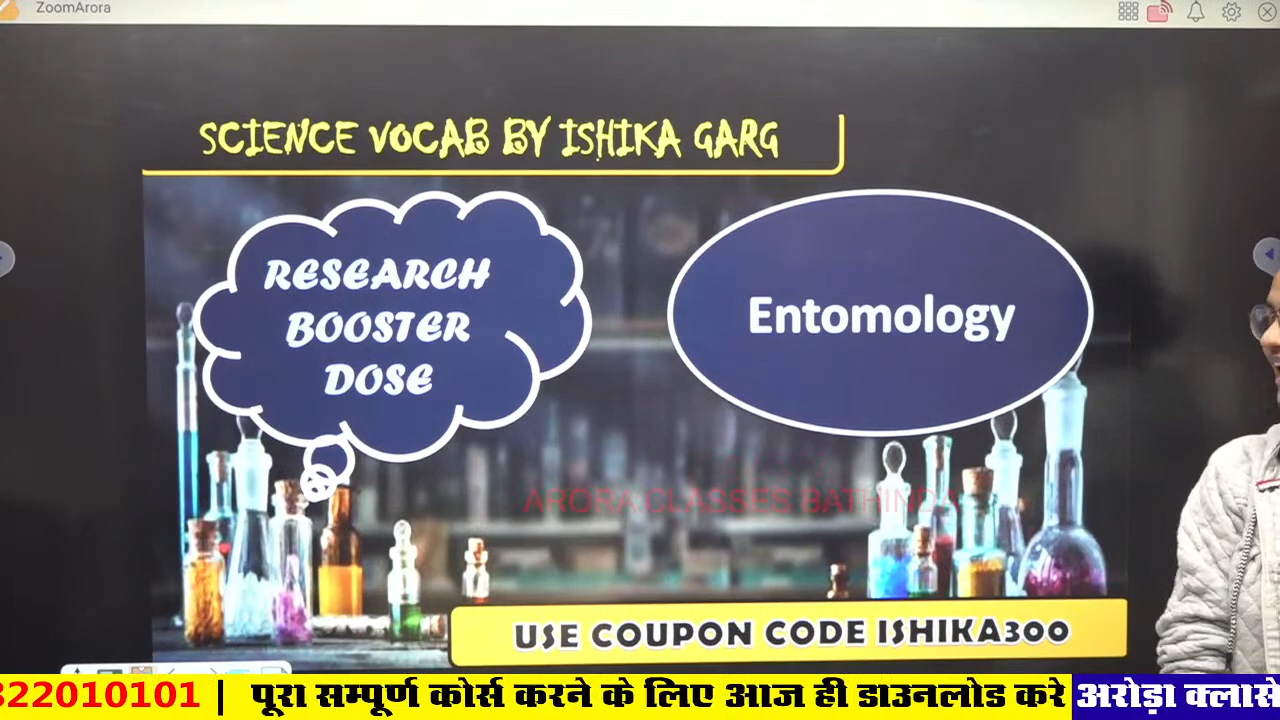 ZoomArora
SCIENCE VOCAB BY ISHIKA GARG
RESEARCH
BOOSTER
DOSE
Entomology
ARORA CLASSES BATHINDA
USE COUPON CODE ISHIKA300
822010101 | पूरा सम्पूर्ण कोर्स करने के लिए आज ही डाउनलोड करे अरोड़ा क्लासे